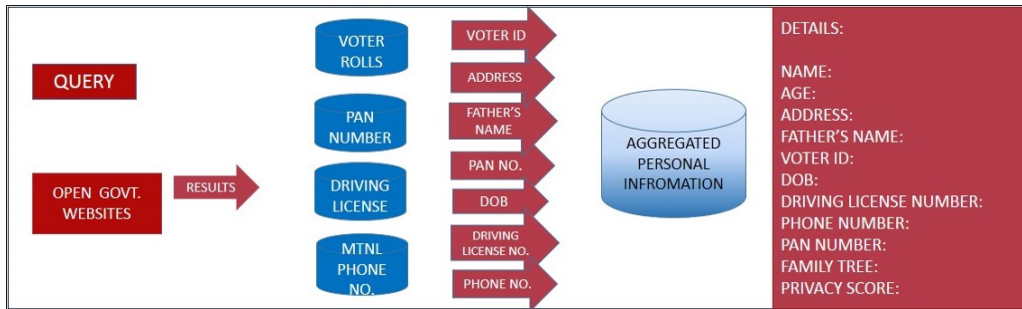 QUERY
OPEN GOVT.
WEBSITES
RESULTS
VOTER
ROLLS
PAN
NUMBER
DRIVING
LICENSE
MTNL
PHONE
NO.
VOTER ID
ADDRESS
FATHER'S
NAME
PAN NO.
DOB
DRIVING
LICENSE NO.
PHONE NO.
AGGREGATED
PERSONAL
INFROMATION
DETAILS:
NAME:
AGE:
ADDRESS:
FATHER'S NAME:
VOTER ID:
DOB:
DRIVING LICENSE NUMBER:
PHONE NUMBER:
PAN NUMBER:
FAMILY TREE:
PRIVACY SCORE: